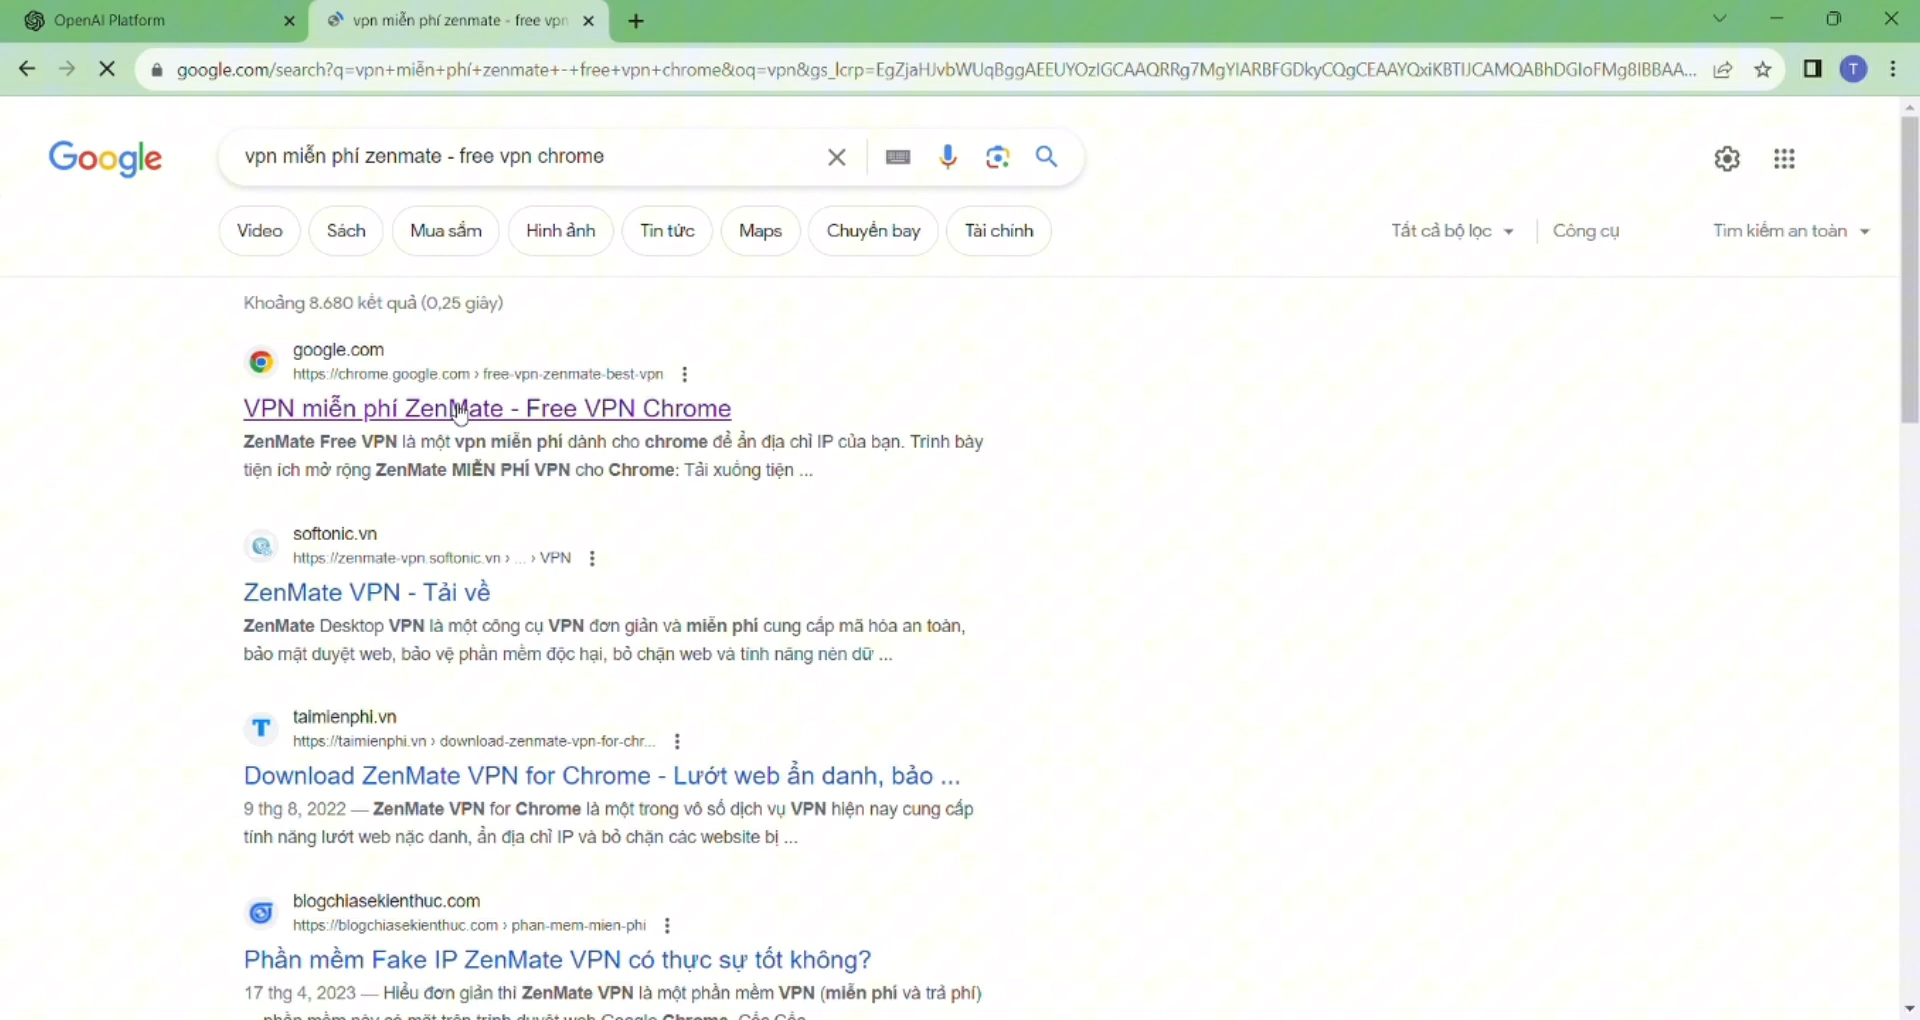 OpenAI Platform
vpn miễn phí zenmate - free vpn
google.com/search?q=vpn+miễn+phí+zenmate+-+free+vpn+chrome&oq=vpn&gs_lcrp=EgZjaHJvbWUqBggAEEUYOzIGCAAQRRg7MgYIARBFGDkyCQgCEAAYQxiKBTIJCAMQABhDGIoFMg8IBBAA...
T
Google
vpn miễn phí zenmate - free vpn chrome
Video Sách Mua sắm Hình ảnh Tin tức Maps Chuyến bay Tài chính Tất cả bộ lọc Công cụ Tìm kiếm an toàn
Khoảng 8.680 kết quả (0,25 giây)
google.com
https://chrome.google.com › free-vpn-zenmate-best-vpn
VPN miễn phí ZenMate - Free VPN Chrome
ZenMate Free VPN là một vpn miễn phí dành cho chrome để ẩn địa chỉ IP của bạn. Trình bày
tiện ích mở rộng ZenMate MIỄN PHÍ VPN cho Chrome: Tải xuống tiện ...
softonic.vn
https://zenmate-vpn.softonic.vn › ... › VPN
ZenMate VPN - Tải về
ZenMate Desktop VPN là một công cụ VPN đơn giản và miễn phí cung cấp mã hóa an toàn,
bảo mật duyệt web, bảo vệ phần mềm độc hại, bỏ chặn web và tính năng nén dữ ...
taimienphi.vn
https://taimienphi.vn › download-zenmate-vpn-for-chr...
Download ZenMate VPN for Chrome - Lướt web ẩn danh, bảo ...
9 thg 8, 2022 — ZenMate VPN for Chrome là một trong vô số dịch vụ VPN hiện nay cung cấp
tính năng lướt web nặc danh, ẩn địa chỉ IP và bỏ chặn các website bị ...
blogchiasekienthuc.com
https://blogchiasekienthuc.com › phan-mem-mien-phi
Phần mềm Fake IP ZenMate VPN có thực sự tốt không?
17 thg 4, 2023 — Hiểu đơn giản thì ZenMate VPN là một phần mềm VPN (miễn phí và trả phí)